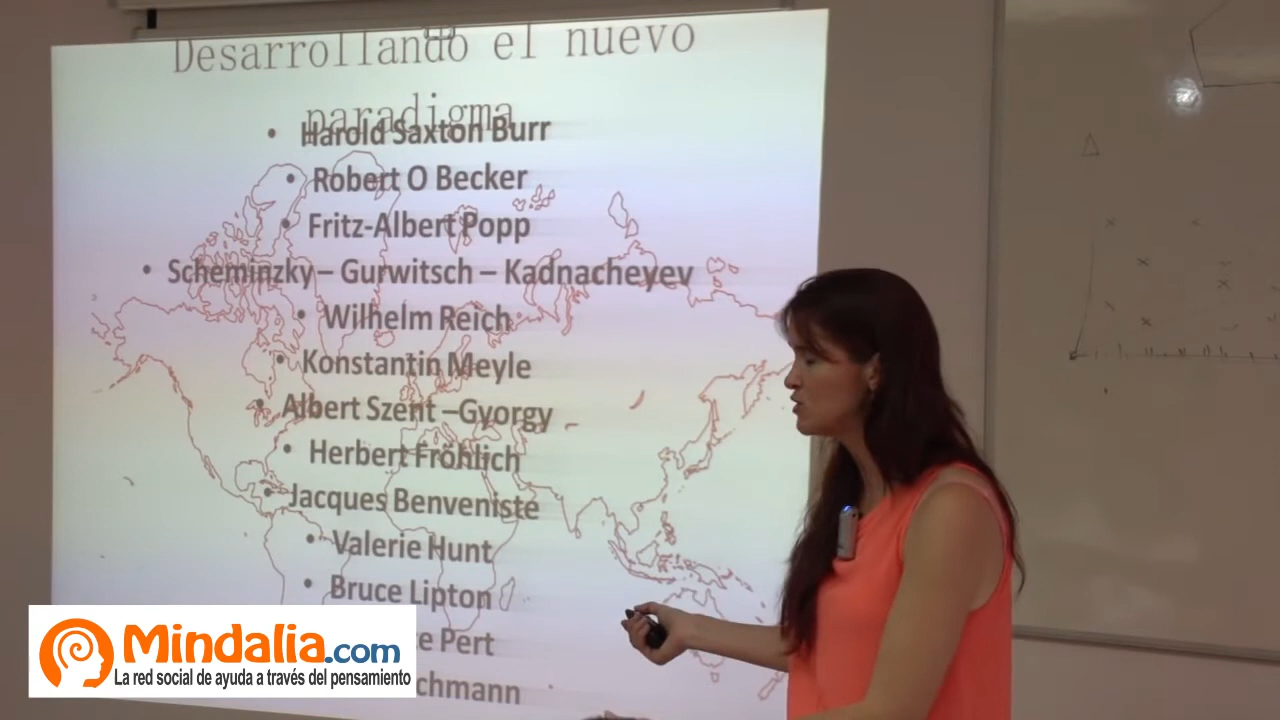 Desarrollando el nuevo
paradigma
• Harold Saxton Burr
• Robert O Becker
• Fritz-Albert Popp
• Scheminzky – Gurwitsch – Kadnacheyev
• Wilhelm Reich
• Konstantin Meyle
• Albert Szent –Gyorgy
• Herbert Fröhlich
• Jacques Benveniste
• Valerie Hunt
• Bruce Lipton
Pert
Mindalia.com
La red social de ayuda a través del pensamiento